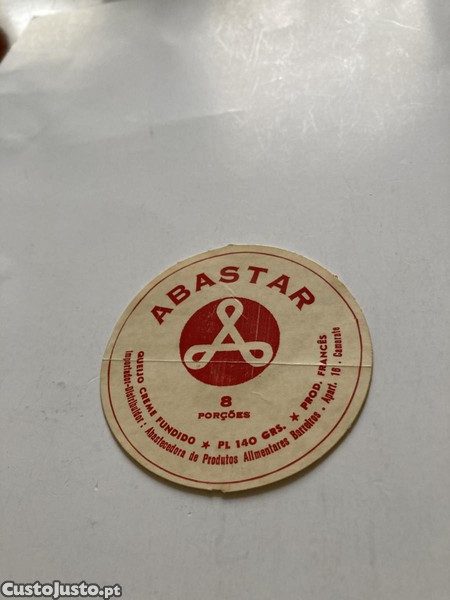 ABASTAR
8
PORÇÕES
QUEIJO CREME FUNDIDO ★ PL 140 GRS. ★ PROD. FRANCÊS
Importador-Distribuidor: Abastecedora de Produtos Alimentares Barreiros . Apart. 18 - Camarate
CustoJusto.pt